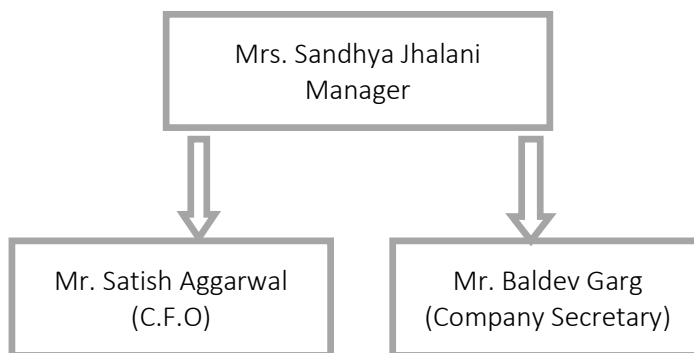 Mrs. Sandhya Jhalani
Manager
Mr. Satish Aggarwal
(C.F.O)
Mr. Baldev Garg
(Company Secretary)